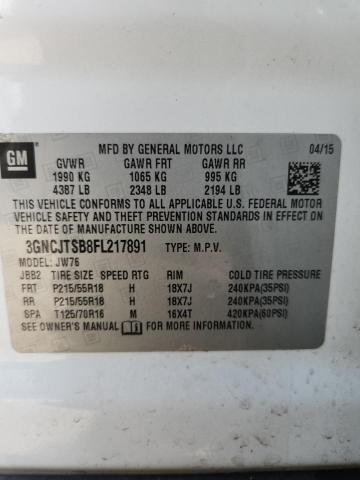 GM
MFD BY GENERAL MOTORS LLC 04/15
GVWR GAWR FRT GAWR RR
1990 KG 1065 KG 995 KG
4387 LB 2348 LB 2194 LB
THIS VEHICLE CONFORMS TO ALL APPLICABLE U.S. FEDERAL
VEHICLE SAFETY AND THEFT PREVENTION STANDARDS IN EFFECT
ON THE DATE OF MANUFACTURE SHOWN ABOVE.
3GNCJTSB8FL217891 TYPE: M.P.V.
MODEL: JW76
JBB2 TIRE SIZE SPEED RTG RIM COLD TIRE PRESSURE
FRT P215/55R18 H 18X7J 240KPA(35PSI)
RR P215/55R18 H 18X7J 240KPA(35PSI)
SPA T125/70R16 M 16X4T 420KPA(60PSI)
SEE OWNER'S MANUAL FOR ADDITIONAL INFORMATION